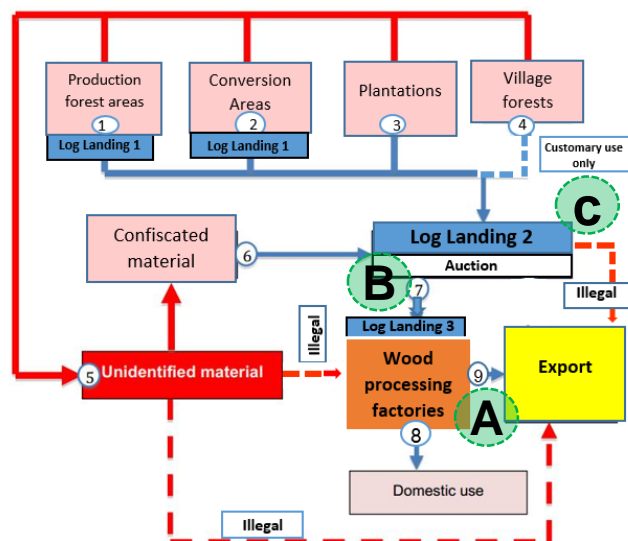 Production
forest areas
1
Log Landing 1
Conversion
Areas
2
Log Landing 1
Plantations
3
Village
forests
4
Customary use
only
C
Log Landing 2
Auction
Confiscated
material
6
B
7
Illegal
Log Landing 3
Illegal
5
Unidentified material
Wood
processing
factories
9
Export
A
8
Domestic use
Illegal